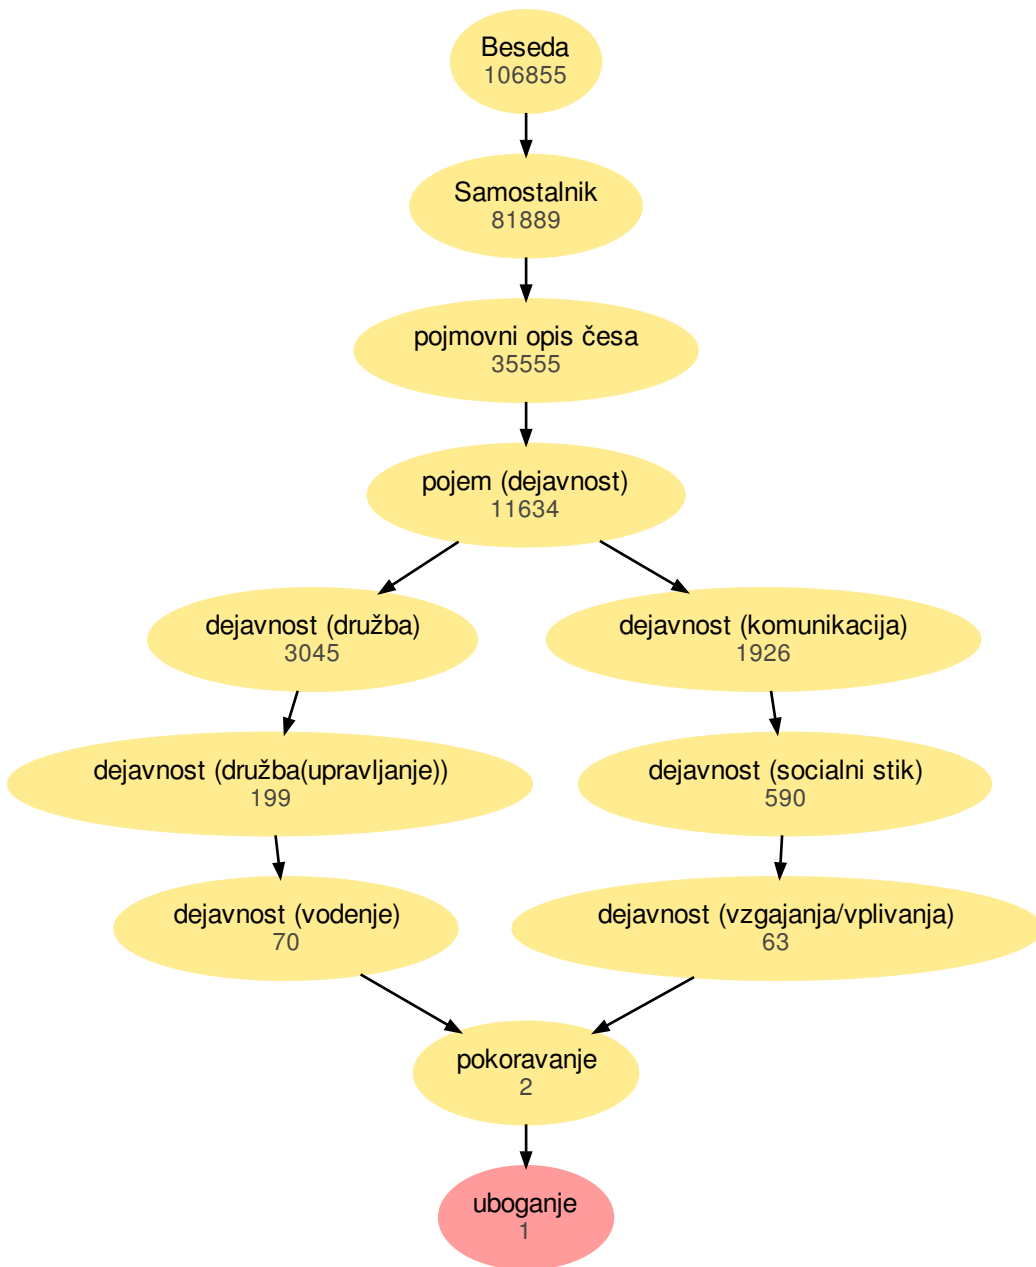 Beseda
106855
Samostalnik
81889
pojmovni opis česa
35555
pojem (dejavnost)
11634
dejavnost (družba)
3045
dejavnost (komunikacija)
1926
dejavnost (družba(upravljanje))
199
dejavnost (socialni stik)
590
dejavnost (vodenje)
70
dejavnost (vzgajanja/vplivanja)
63
pokoravanje
2
uboganje
1